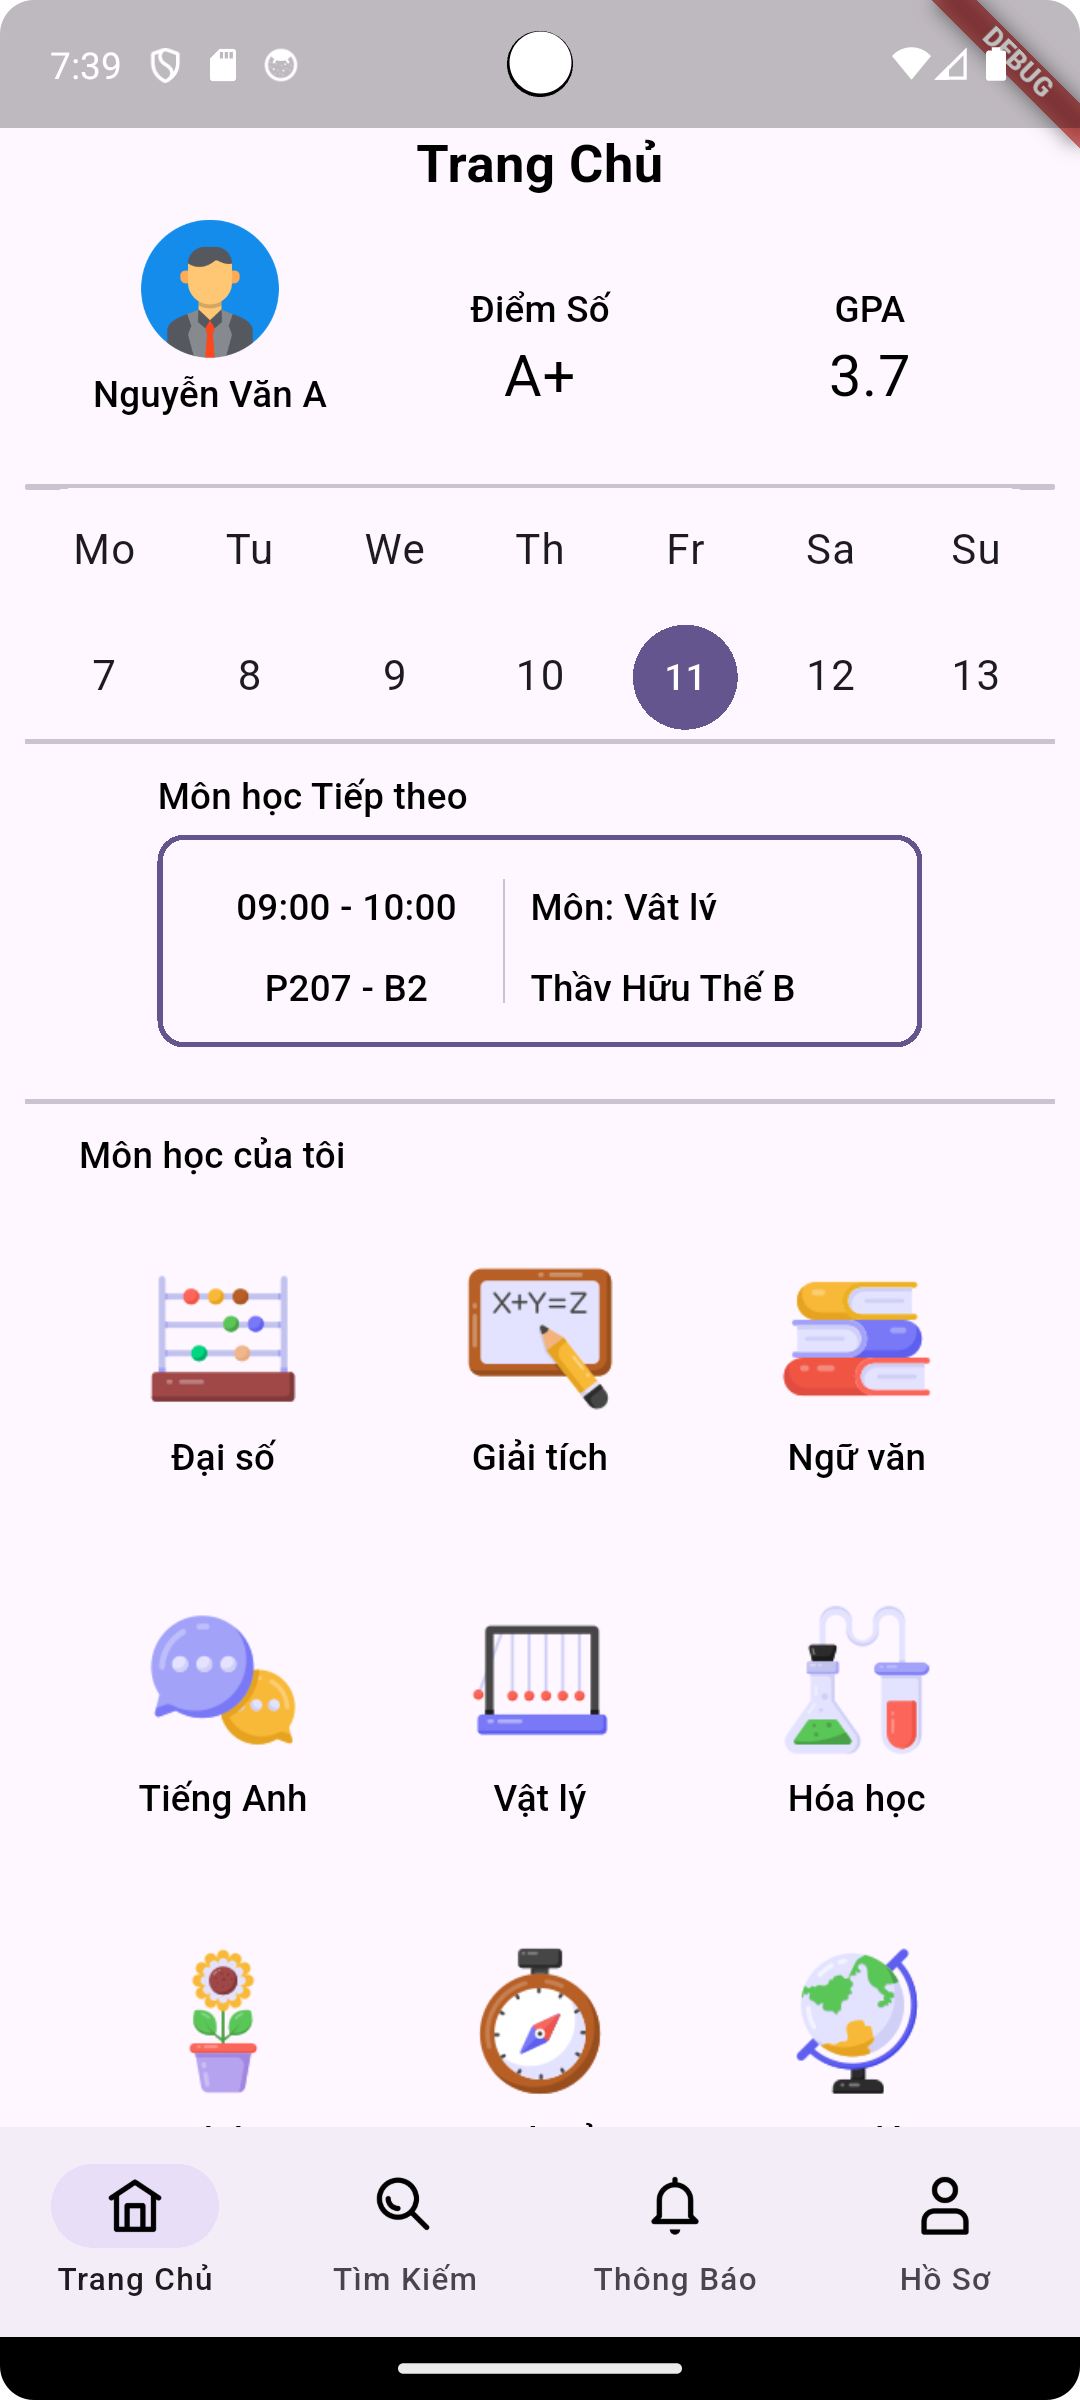 7:39
DEBUG
Trang Chủ
Điểm Số
GPA
A+
3.7
Nguyễn Văn A
Mo Tu We Th Fr Sa Su
7 8 9 10 11 12 13
Môn học Tiếp theo
09:00 - 10:00
Môn: Vât lý
P207 - B2
Thầy Hữu Thế B
Môn học của tôi
X+Y=Z
Đại số
Giải tích
Ngữ văn
Tiếng Anh
Vật lý
Hóa học
Trang Chủ
Tìm Kiếm
Thông Báo
Hồ Sơ